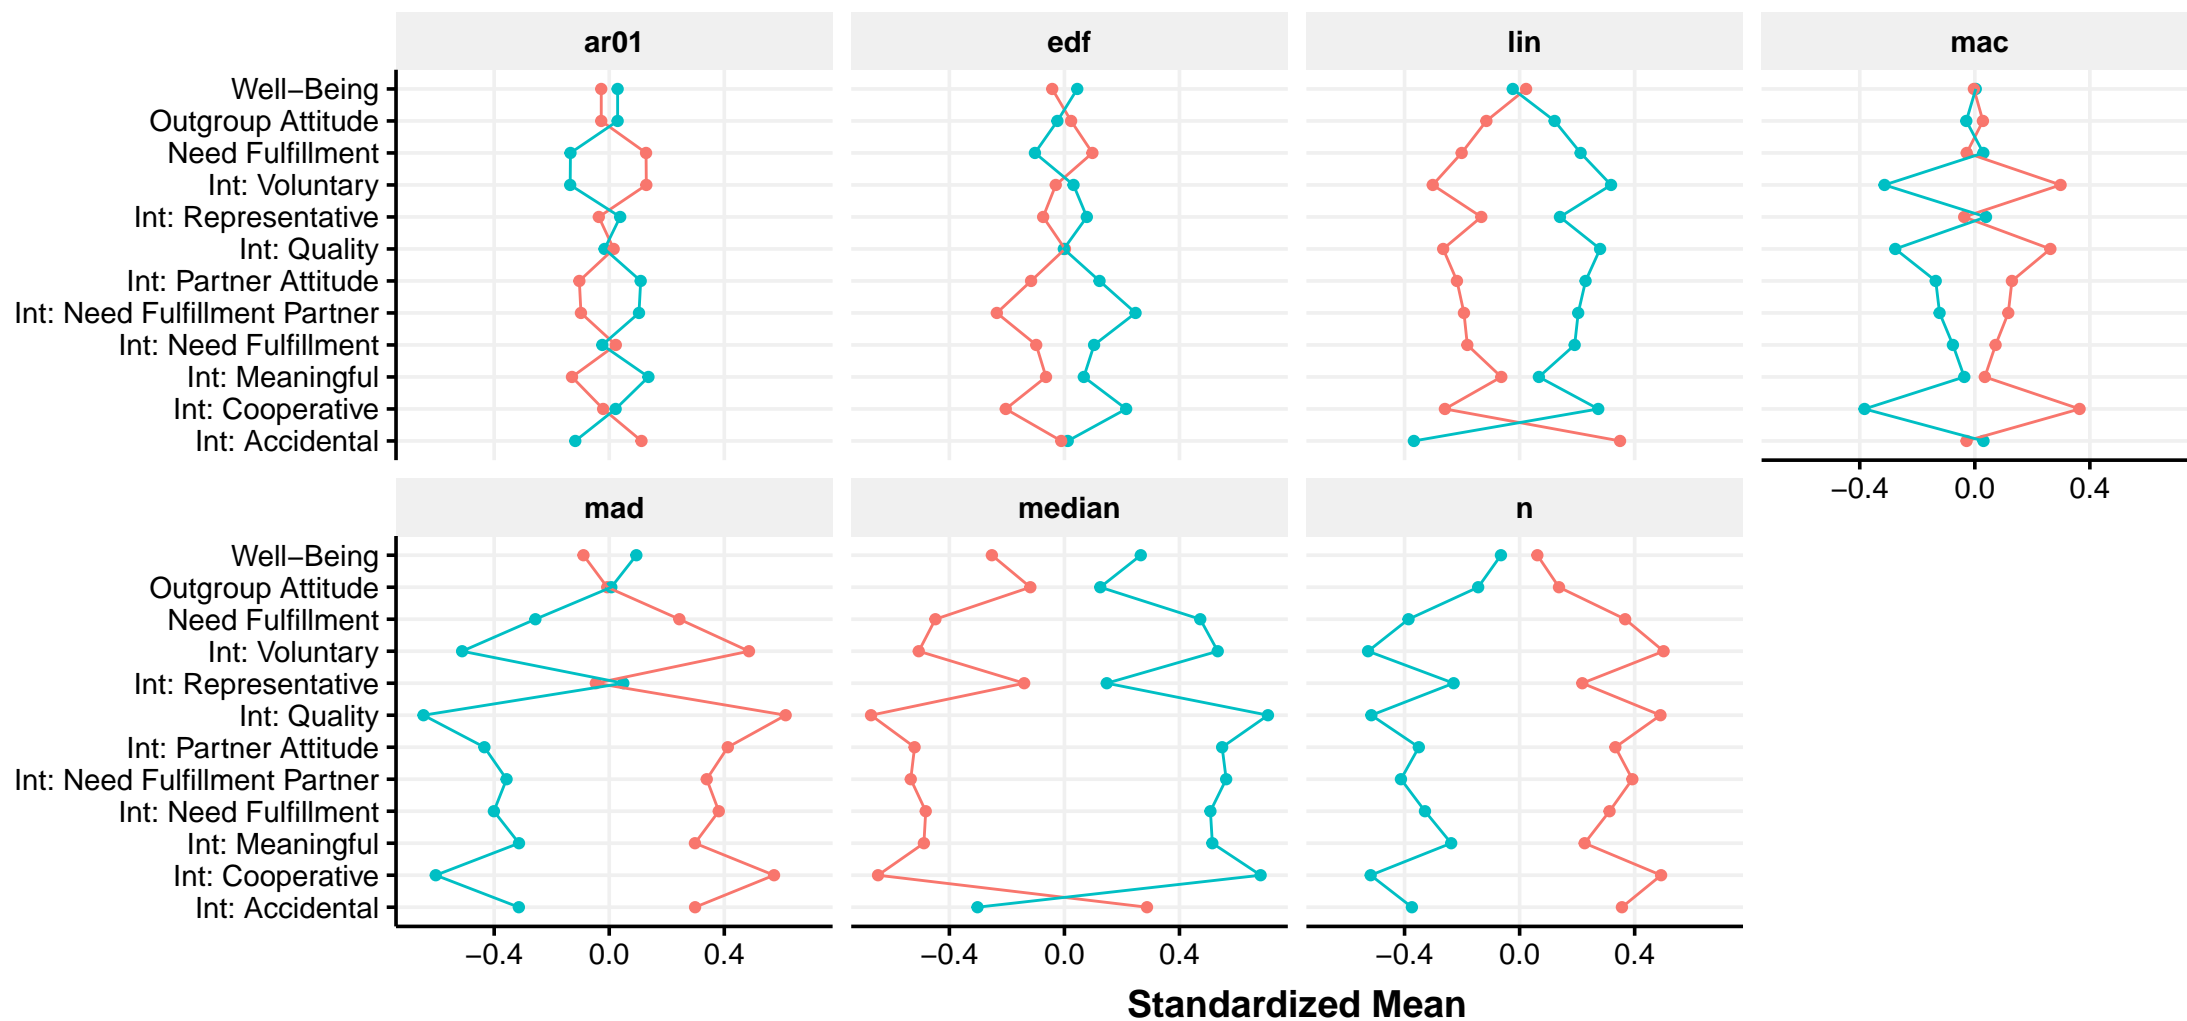 ar01 edf lin mac
Well−Being
Outgroup Attitude
Need Fulfillment
Int: Voluntary
Int: Representative
Int: Quality
Int: Partner Attitude
Int: Need Fulfillment Partner
Int: Need Fulfillment
Int: Meaningful
Int: Cooperative
Int: Accidental
−0.4 0.0 0.4
mad median n
Well−Being
Outgroup Attitude
Need Fulfillment
Int: Voluntary
Int: Representative
Int: Quality
Int: Partner Attitude
Int: Need Fulfillment Partner
Int: Need Fulfillment
Int: Meaningful
Int: Cooperative
Int: Accidental
−0.4 0.0 0.4 −0.4 0.0 0.4 −0.4 0.0 0.4
Standardized Mean